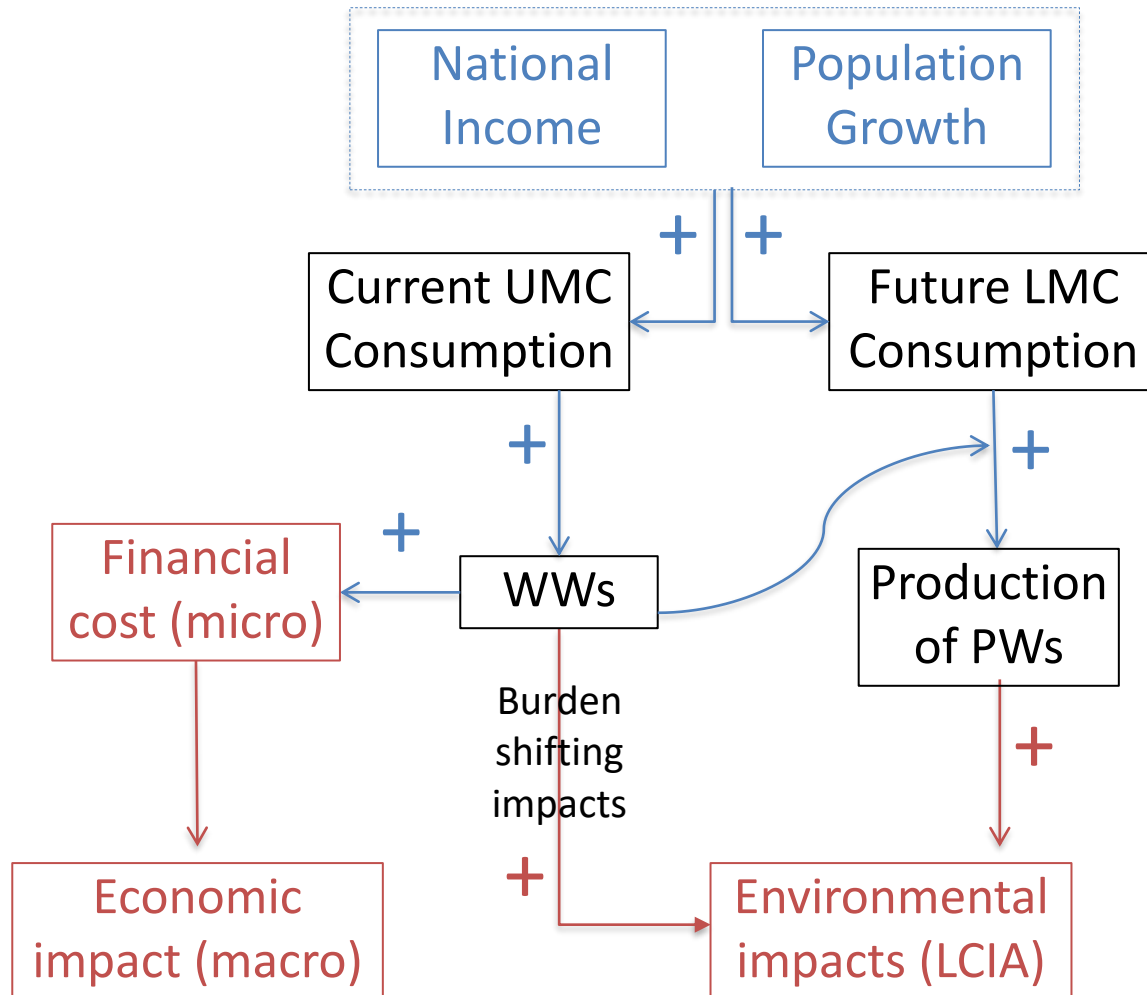 National
Income
Population
Growth
+
+
Current UMC
Consumption
Future LMC
Consumption
+
+
+
Financial
cost (micro)
WWs
Production
of PWs
Burden
shifting
impacts
+
+
Economic
impact (macro)
Environmental
impacts (LCIA)